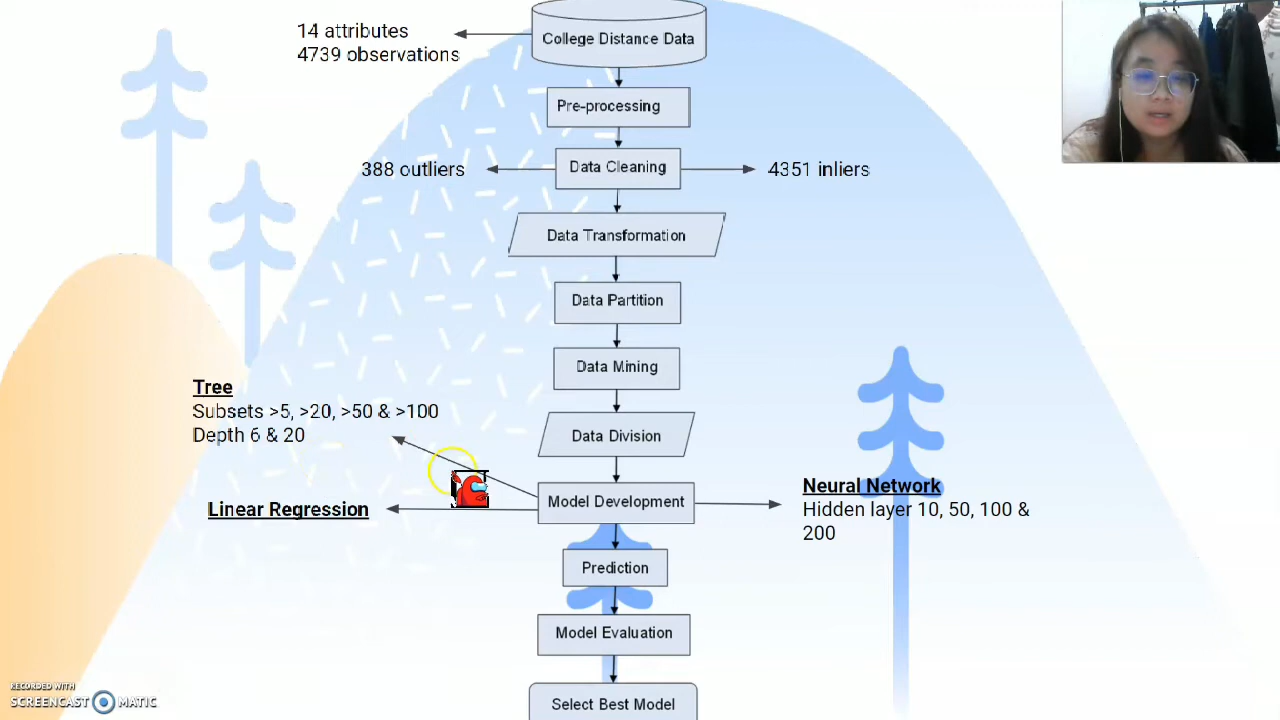 14 attributes
4739 observations
College Distance Data
Pre-processing
388 outliers
Data Cleaning
4351 inliers
Data Transformation
Data Partition
Data Mining
Tree
Subsets >5, >20, >50 & >100
Depth 6 & 20
Data Division
Linear Regression
Model Development
Neural Network
Hidden layer 10, 50, 100 &
200
Prediction
Model Evaluation
Select Best Model
RECORDED WITH
SCREENCAST MATIC